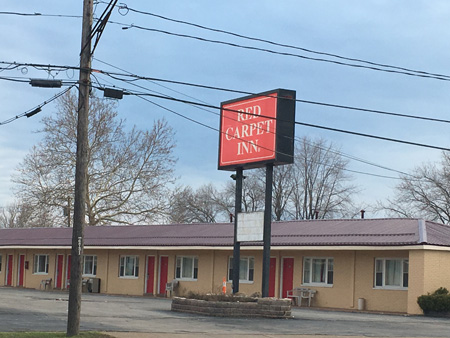 RED
CARPET
INN.